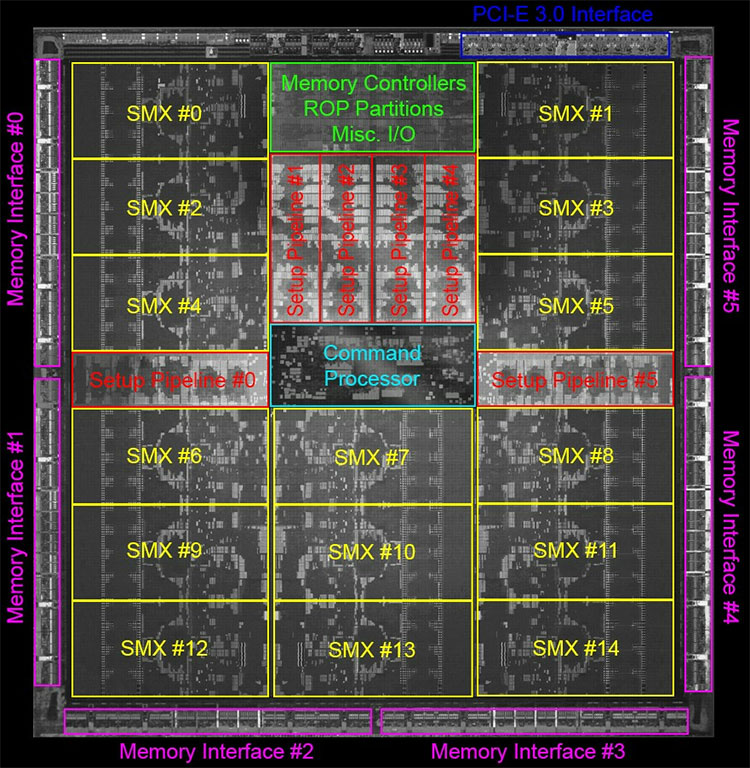 PCI-E 3.0 Interface
Memory Interface #0
SMX #0
Memory Controllers
ROP Partitions
Misc. I/O
SMX #1
Memory Interface #5
SMX #2
Setup Pipeline #1
Setup Pipeline #2
Setup Pipeline #3
Setup Pipeline #4
SMX #3
SMX #4
SMX #5
Setup Pipeline #0
Command
Processor
Setup Pipeline #5
Memory Interface #1
SMX #6
SMX #7
SMX #8
Memory Interface #4
SMX #9
SMX #10
SMX #11
SMX #12
SMX #13
SMX #14
Memory Interface #2
Memory Interface #3